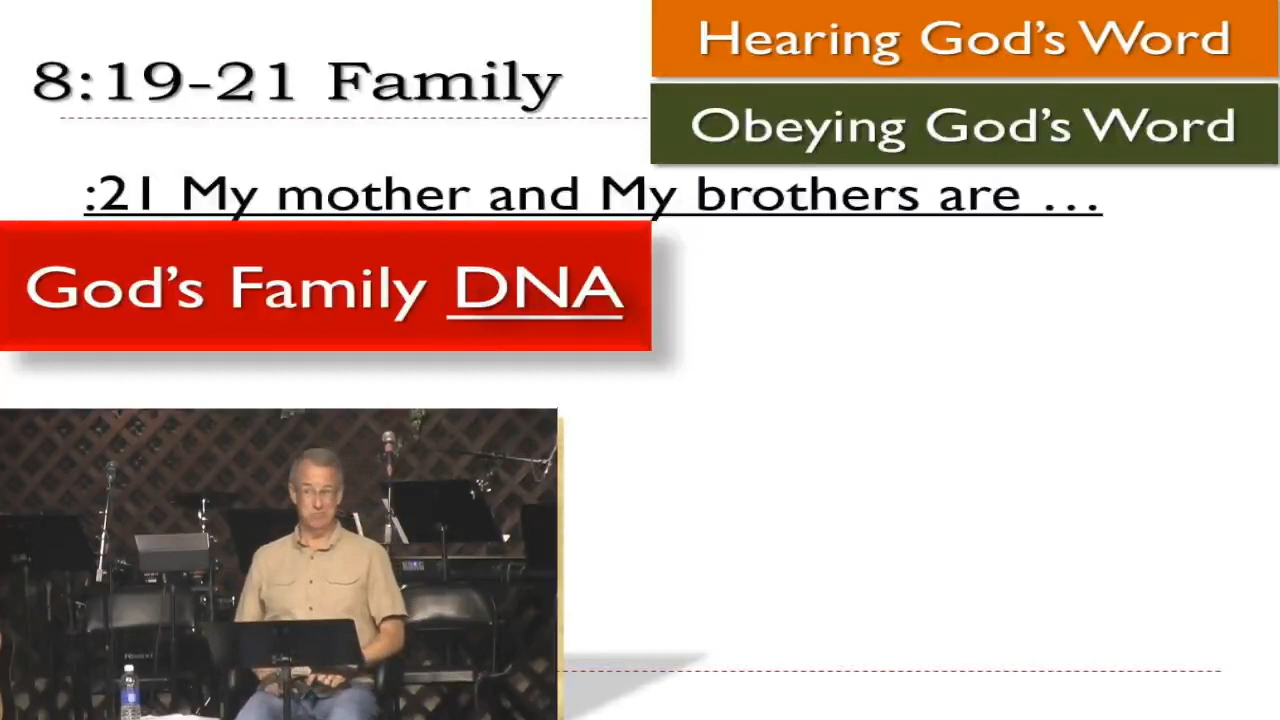 8:19-21 Family
Hearing God's Word
Obeying God's Word
:21 My mother and My brothers are …
God's Family DNA
KORG